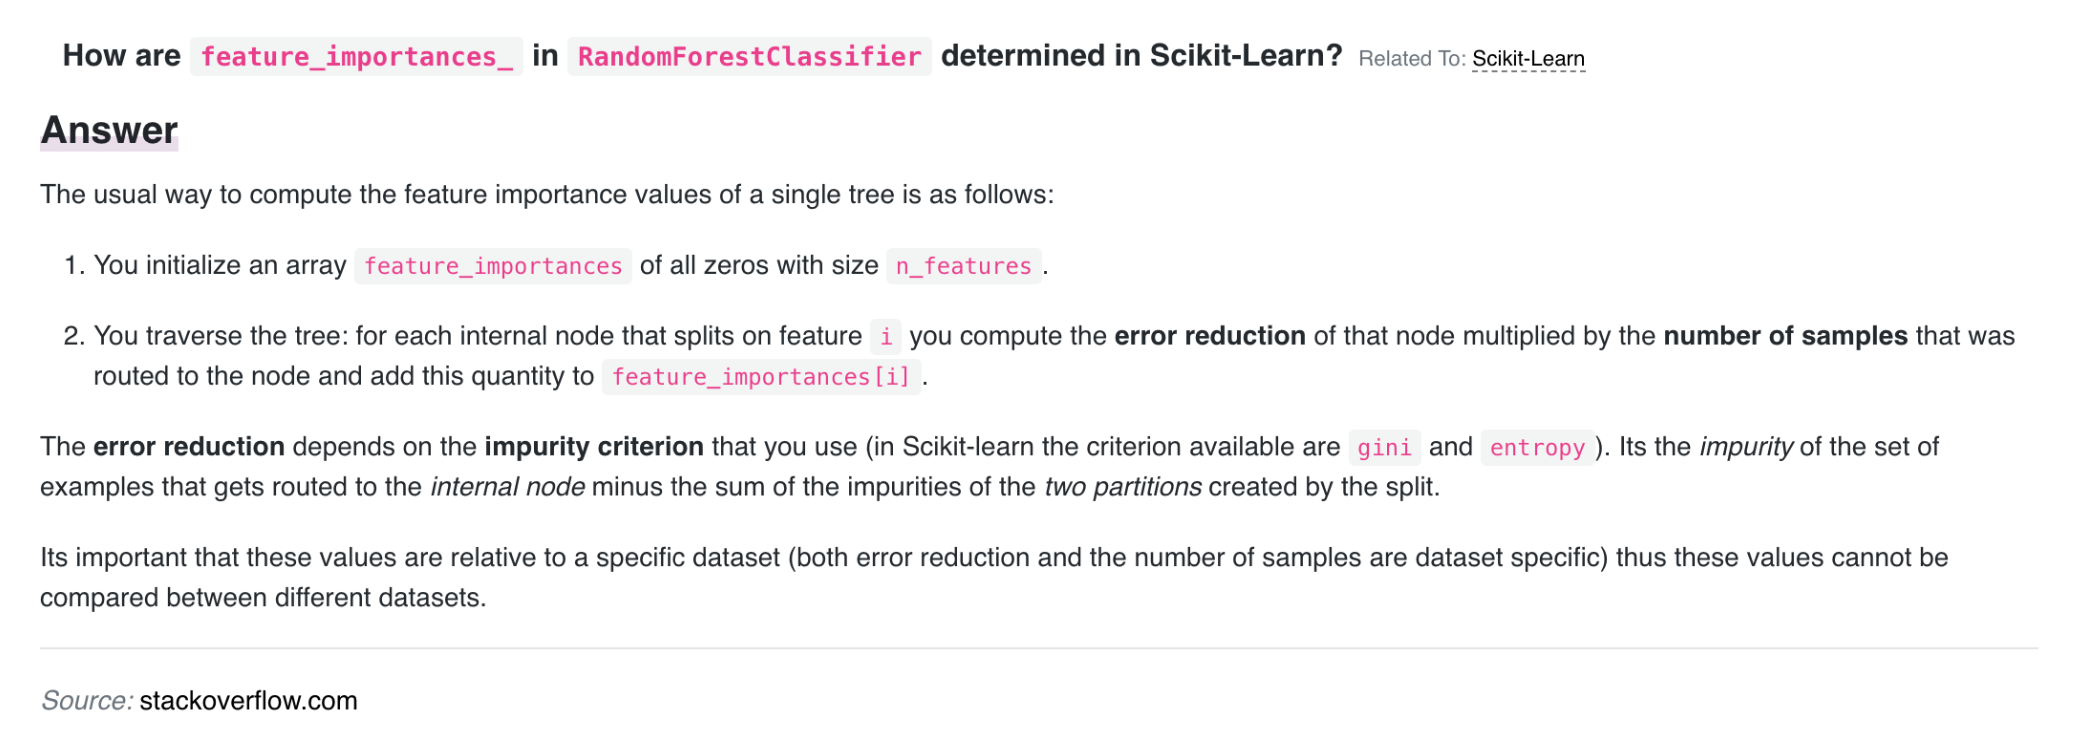 How are feature_importances_ in RandomForestClassifier determined in Scikit-Learn? Related To: Scikit-Learn
Answer
The usual way to compute the feature importance values of a single tree is as follows:
1. You initialize an array feature_importances of all zeros with size n_features.
2. You traverse the tree: for each internal node that splits on feature i you compute the error reduction of that node multiplied by the number of samples that was
routed to the node and add this quantity to feature_importances[i].
The error reduction depends on the impurity criterion that you use (in Scikit-learn the criterion available are gini and entropy). Its the impurity of the set of
examples that gets routed to the internal node minus the sum of the impurities of the two partitions created by the split.
Its important that these values are relative to a specific dataset (both error reduction and the number of samples are dataset specific) thus these values cannot be
compared between different datasets.
Source: stackoverflow.com